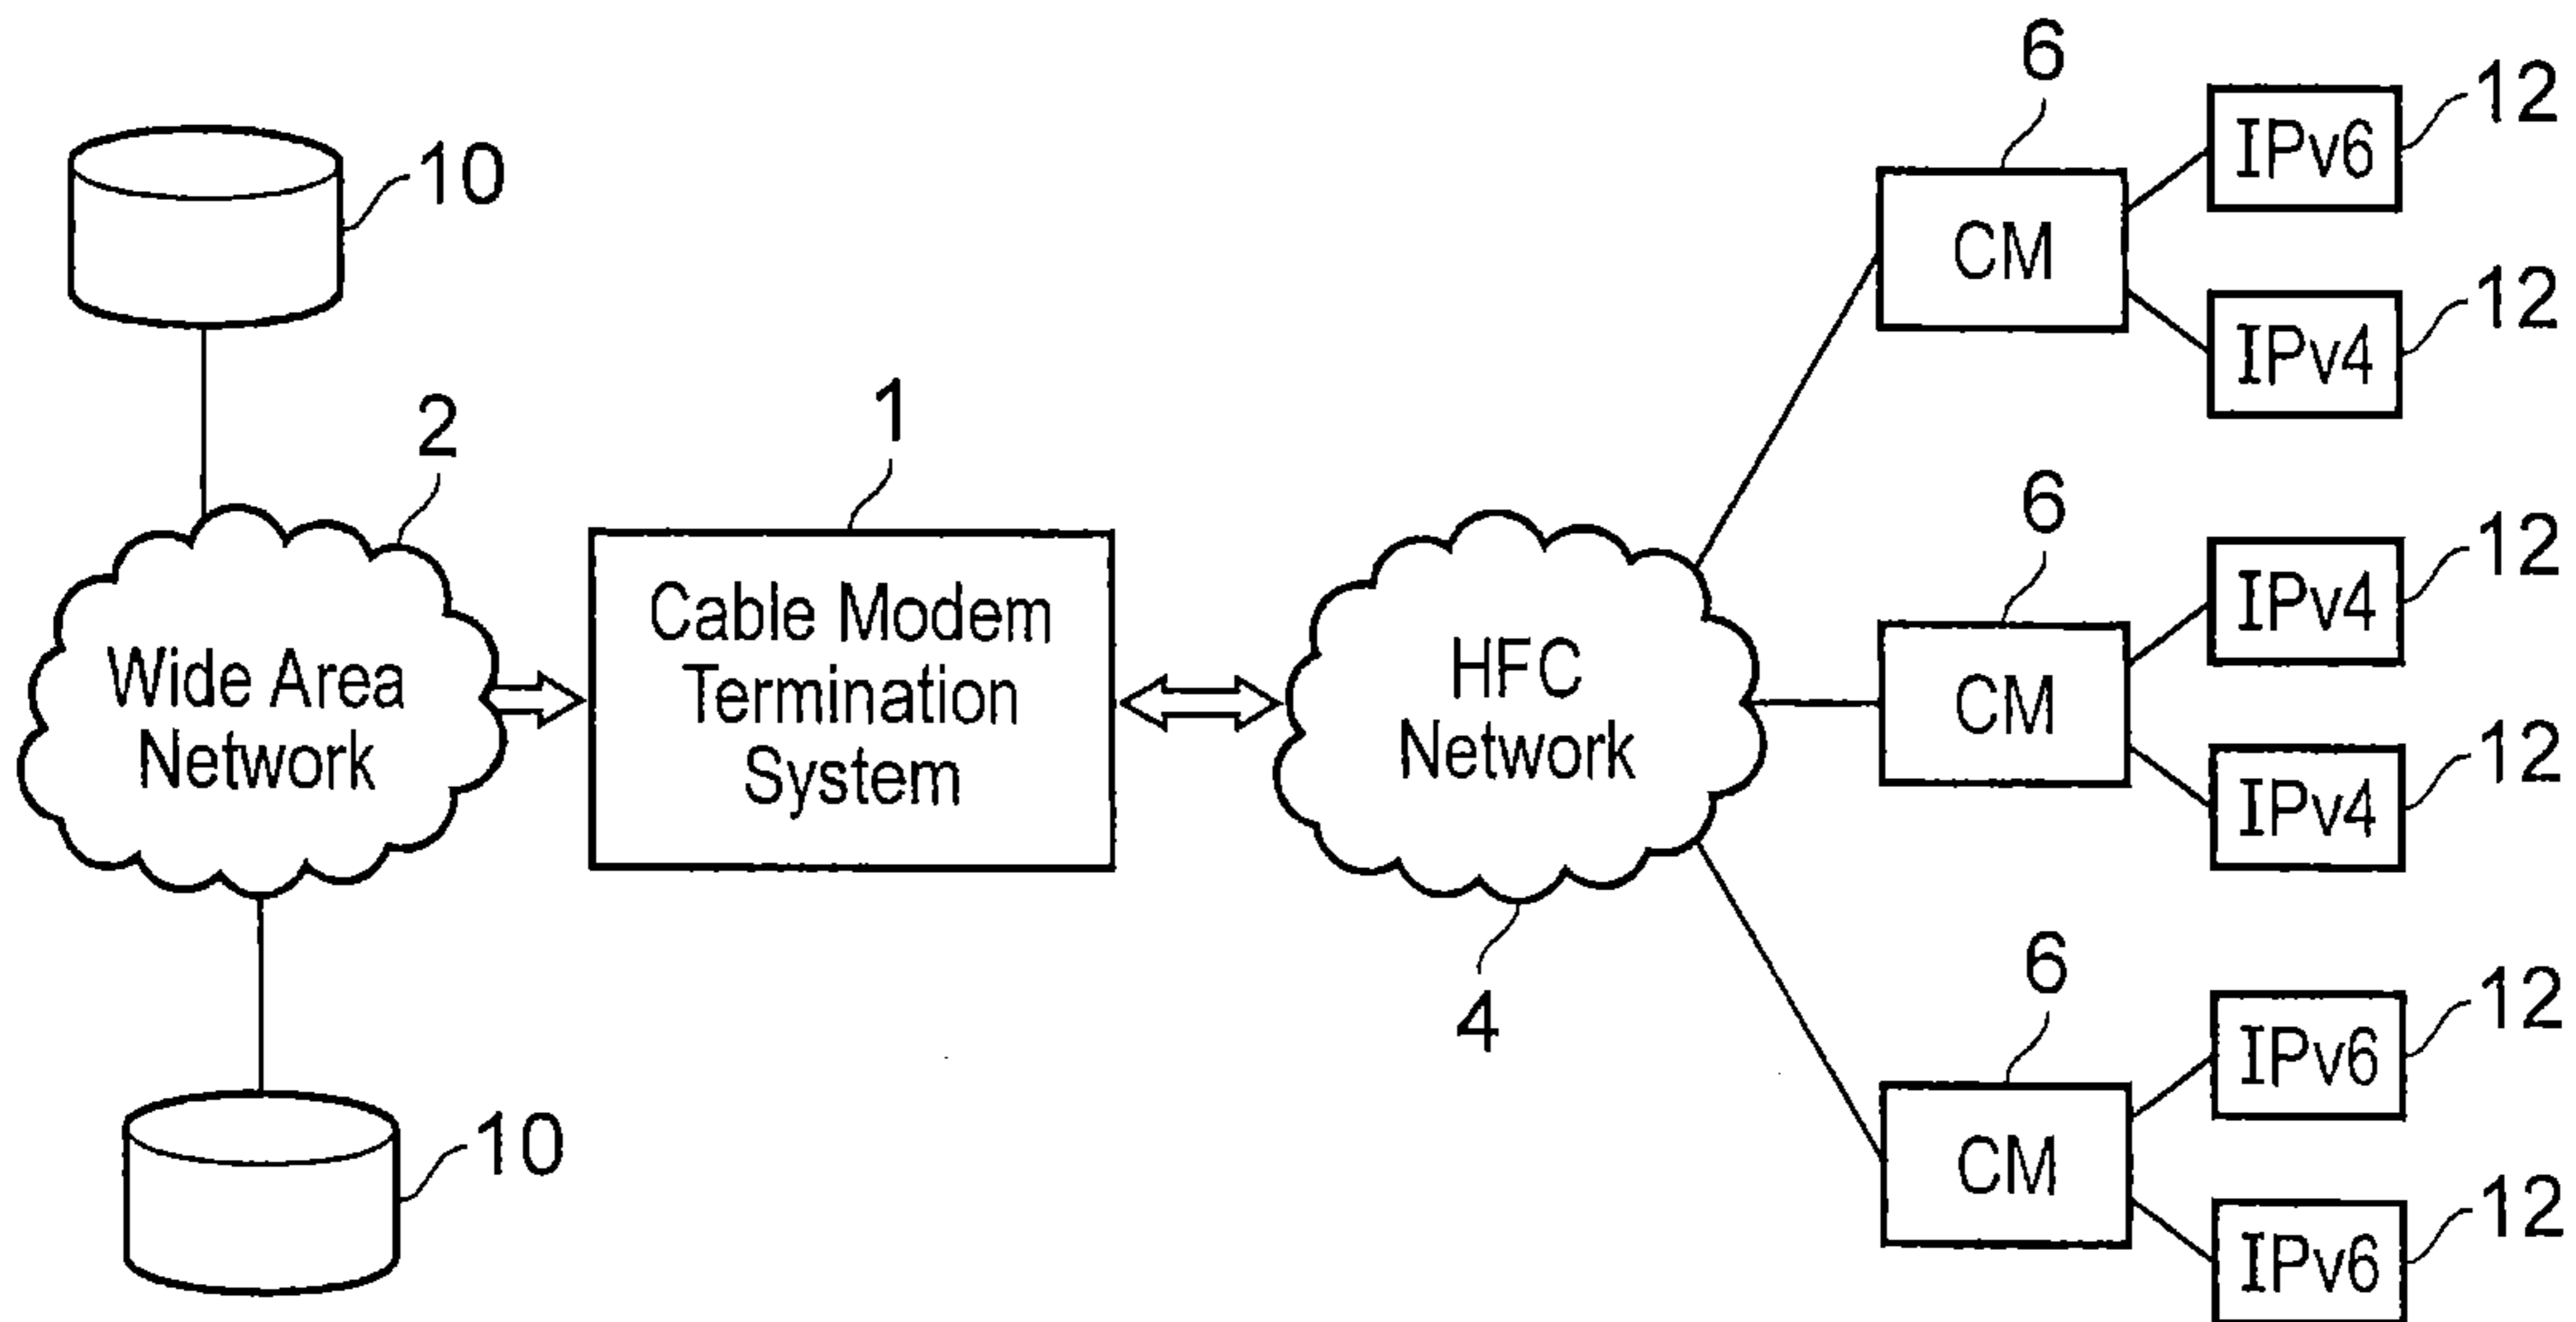 6
12
IPv6
10
CM
12
IPv4
1
2
6
12
IPv4
Cable Modem
Termination
System
Wide Area
Network
HFC
Network
CM
12
IPv4
6
12
IPv6
4
10
CM
12
IPv6